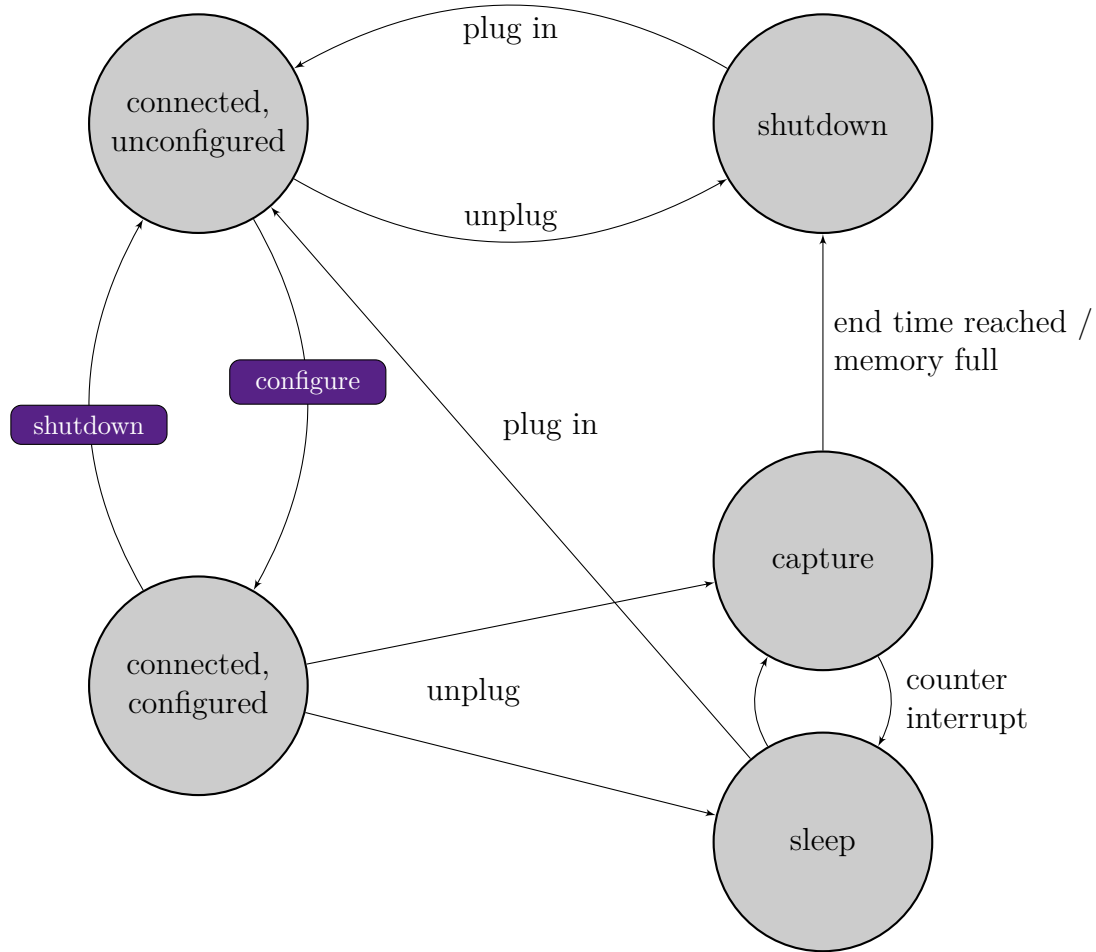 plug in
connected,
unconfigured
shutdown
unplug
end time reached /
memory full
configure
shutdown
plug in
capture
connected,
configured
unplug
counter
interrupt
sleep